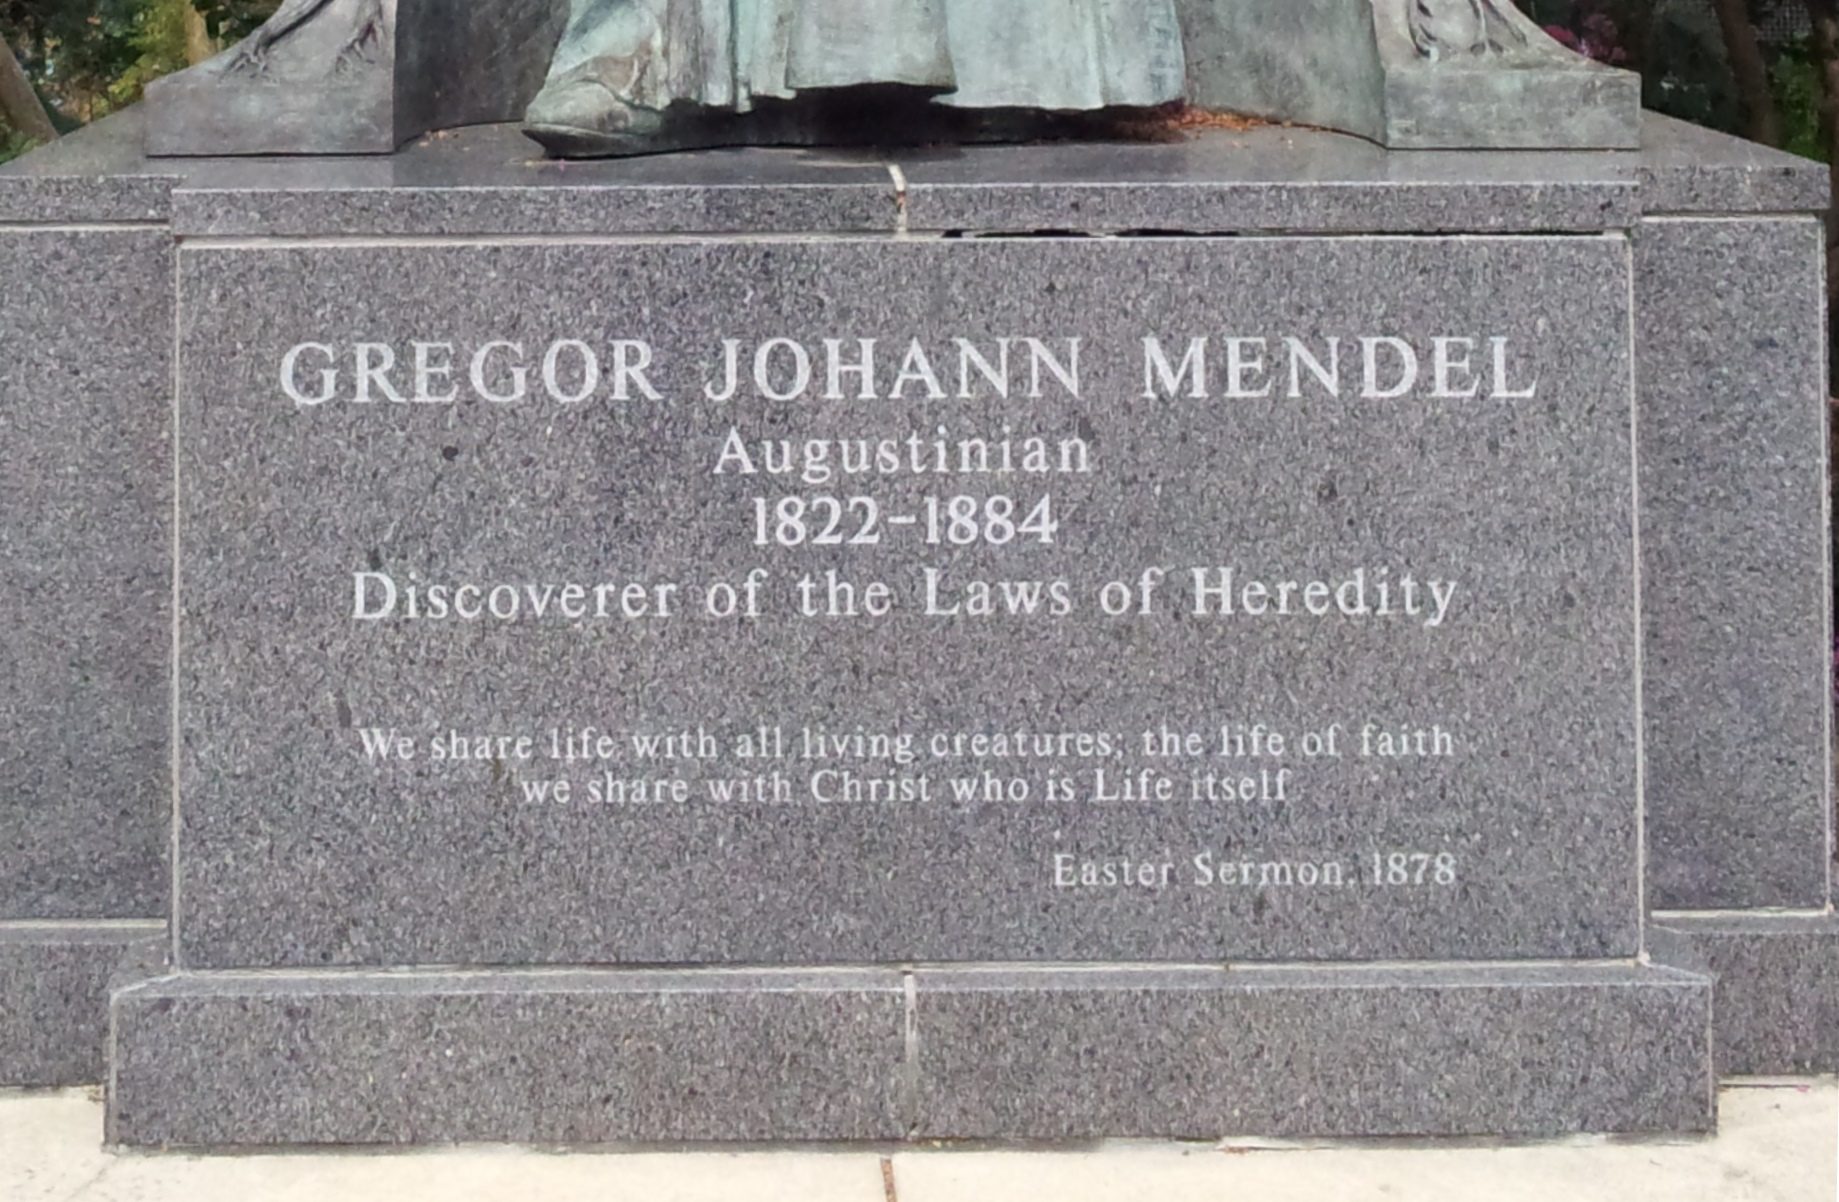 GREGOR JOHANN MENDEL
Augustinian
1822-1884
Discoverer of the Laws of Heredity
We share life with all living creatures; the life of faith
we share with Christ who is Life itself
Easter Sermon, 1878